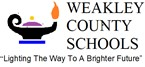 WEAKLEY
COUNTY
SCHOOLS
"Lighting The Way To A Brighter Future"